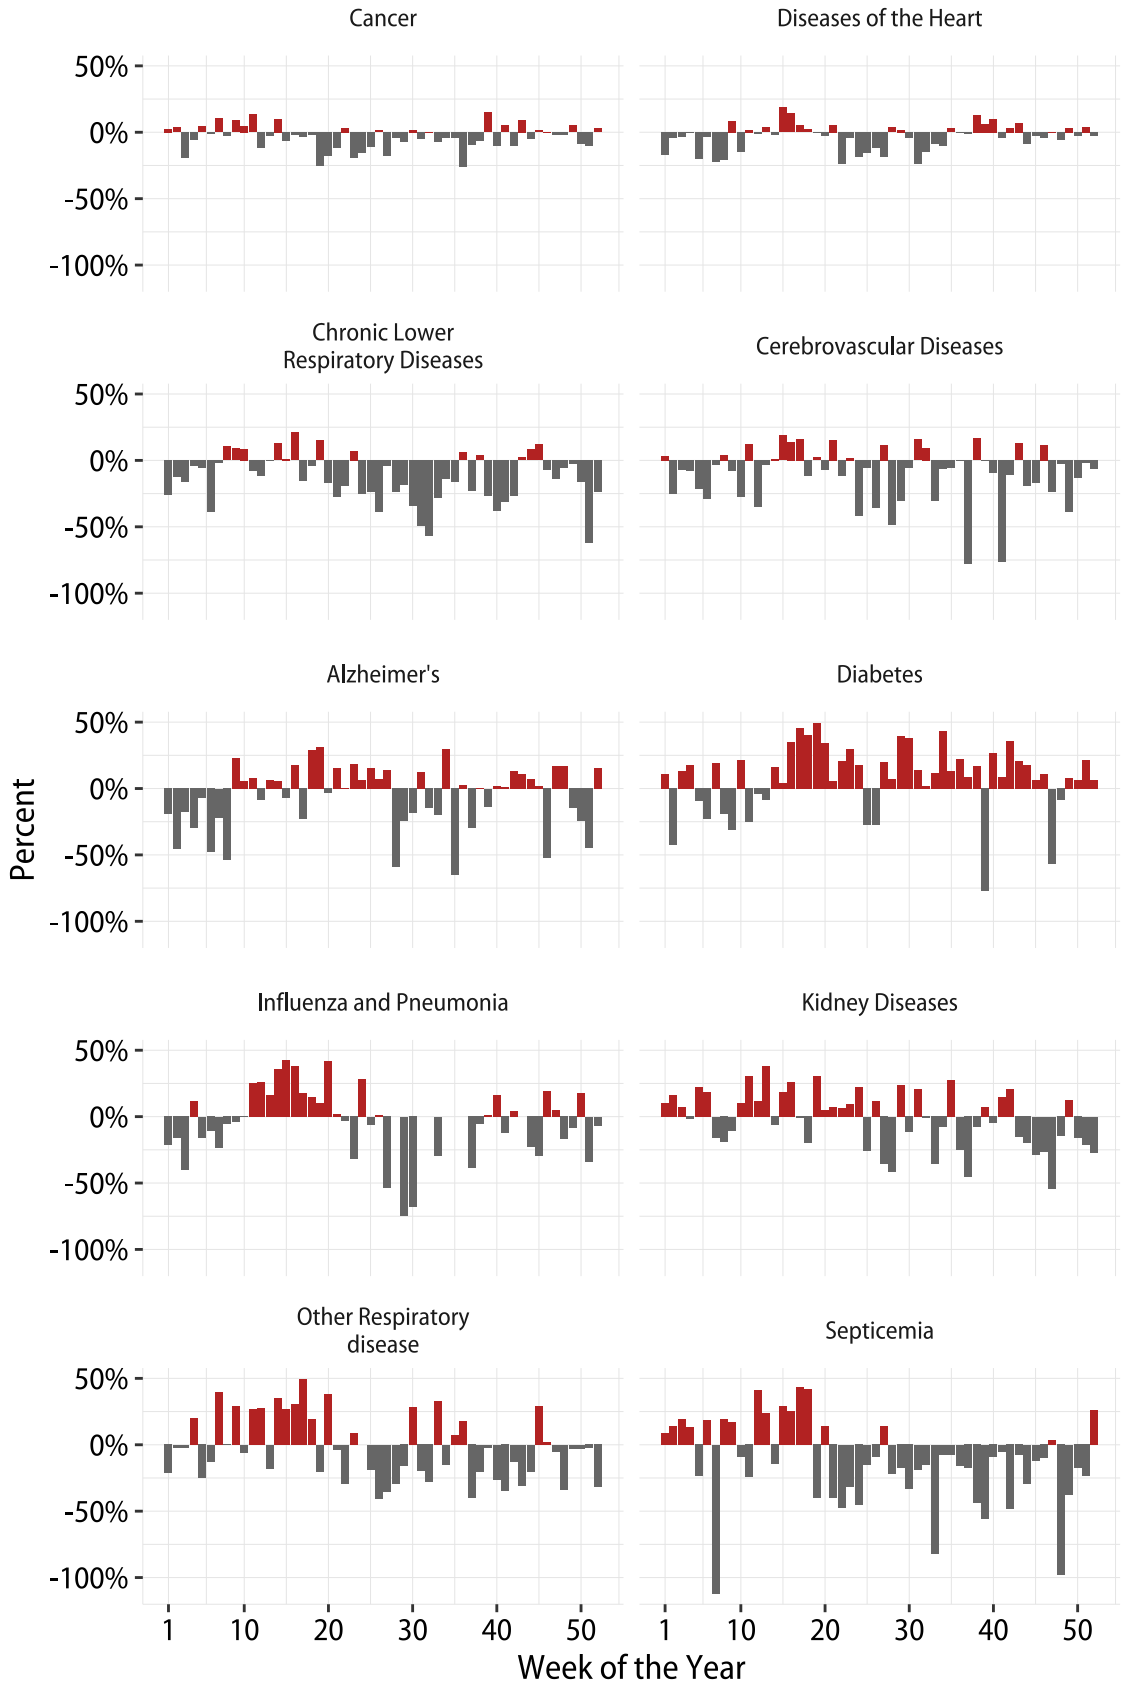 Cancer
Diseases of the Heart
50%
0%
-50%
-100%
Chronic Lower
Respiratory Diseases
Cerebrovascular Diseases
50%
0%
-50%
-100%
Alzheimer's
Diabetes
50%
0%
-50%
-100%
Percent
Influenza and Pneumonia
Kidney Diseases
50%
0%
-50%
-100%
Other Respiratory
disease
Septicemia
50%
0%
-50%
-100%
1 10 20 30 40 50
1 10 20 30 40 50
Week of the Year